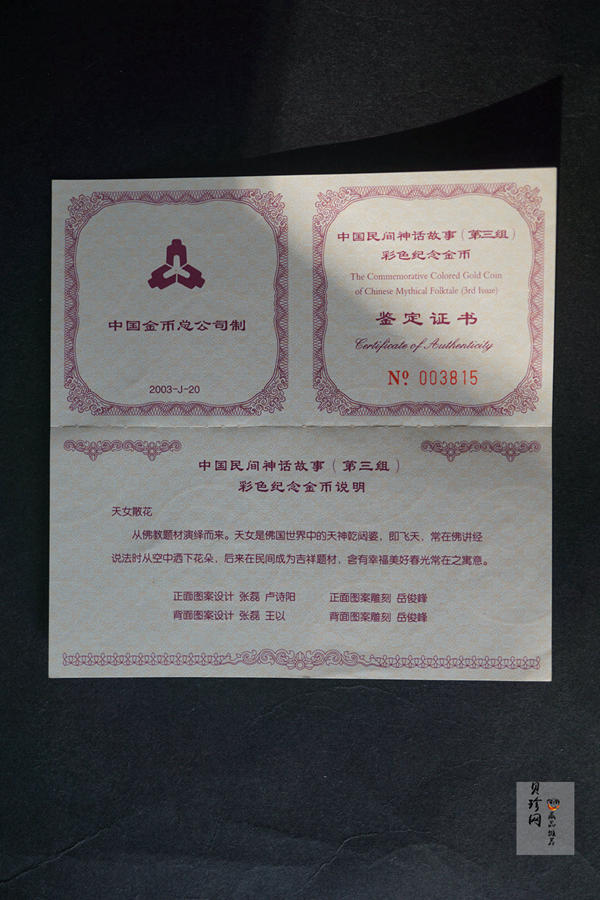 中国金币总公司制
2003-J-20
中国民间神话故事（第三组）
彩色纪念金币
The Commemorative Colored Gold Coin
of Chinese Mythical Folktale (3rd Issue)
鉴定证书
Certificate of Authenticity
Nº 003815
中国民间神话故事（第三组）
彩色纪念金币说明
天女散花
从佛教题材演绎而来。天女是佛国世界中的天神乾闼婆，即飞天，常在佛讲经
说法时从空中洒下花朵，后来在民间成为吉祥题材，含有幸福美好春光常在之寓意。
正面图案设计 张磊 卢诗阳 正面图案雕刻 岳俊峰
背面图案设计 张磊 王以 背面图案雕刻 岳俊峰
贝珍网
藏品推荐